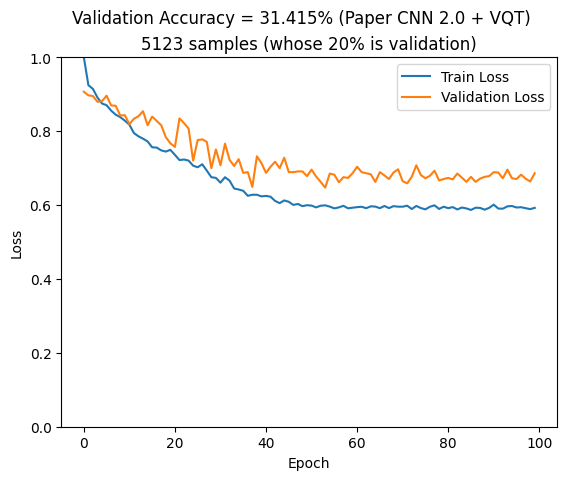 Validation Accuracy = 31.415% (Paper CNN 2.0 + VQT)
5123 samples (whose 20% is validation)
Train Loss
Validation Loss
1.0
0.8
0.6
0.4
0.2
0.0
Loss
0 20 40 60 80 100
Epoch